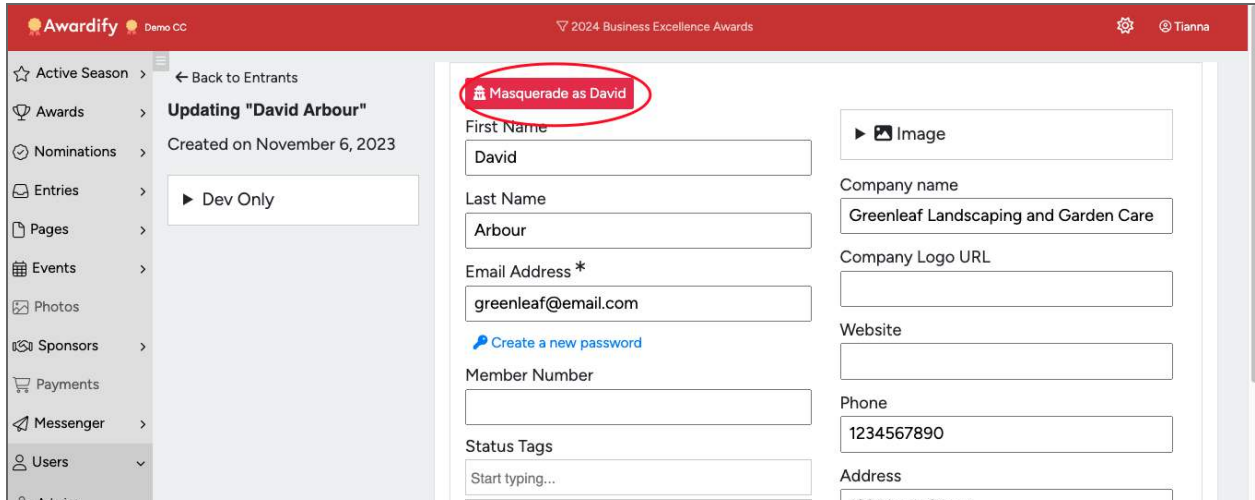 Awardify Demo CC
2024 Business Excellence Awards
Tianna
Active Season
Awards
Nominations
Entries
Pages
Events
Photos
Sponsors
Payments
Messenger
Users
Back to Entrants
Updating "David Arbour"
Created on November 6, 2023
Dev Only
Masquerade as David
First Name
David
Last Name
Arbour
Email Address *
greenleaf@email.com
Create a new password
Member Number
Status Tags
Start typing...
Image
Company name
Greenleaf Landscaping and Garden Care
Company Logo URL
Website
Phone
1234567890
Address